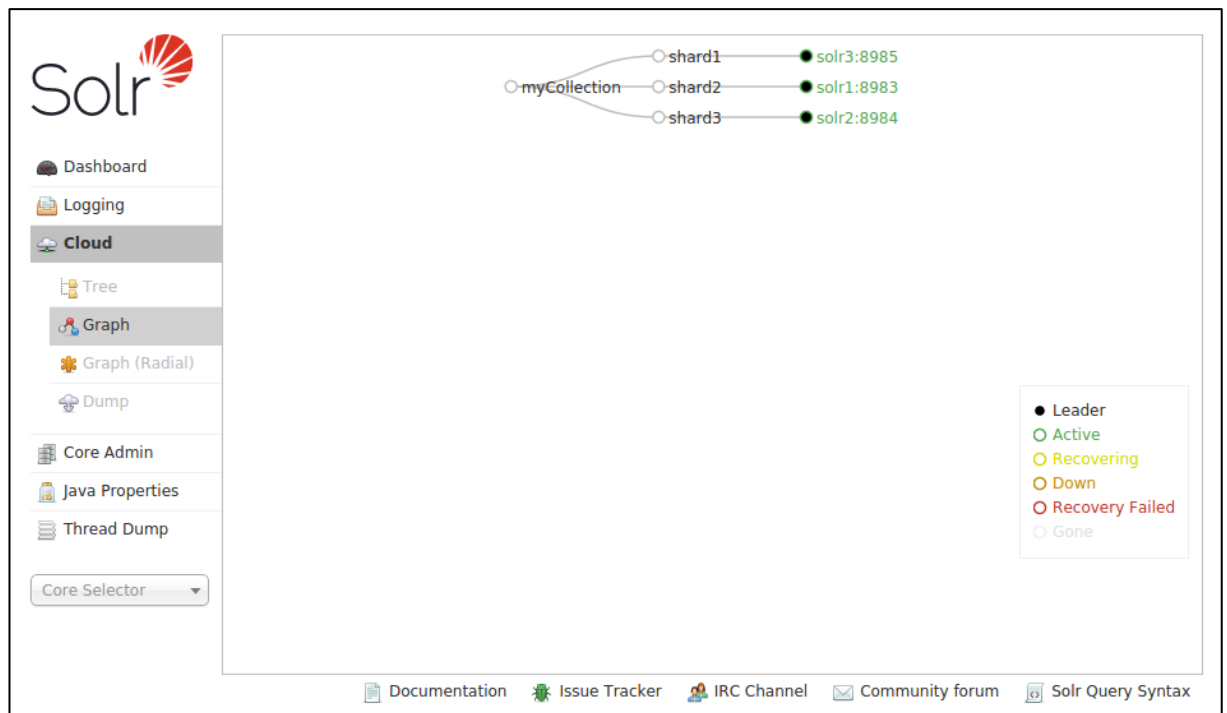 Solr
Dashboard
Logging
Cloud
Tree
Graph
Graph (Radial)
Dump
Core Admin
Java Properties
Thread Dump
Core Selector
myCollection
shard1 solr3:8985
shard2 solr1:8983
shard3 solr2:8984
Leader
Active
Recovering
Down
Recovery Failed
Gone
Documentation Issue Tracker IRC Channel Community forum Solr Query Syntax